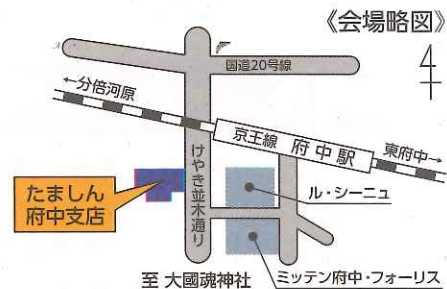 《会場略図》
国道20号線
←分倍河原
京王線 府中駅
東府中→
けやき並木通り
たましん
府中支店
ル・シーニュ
至 大國魂神社
ミッテン府中・フォーリス